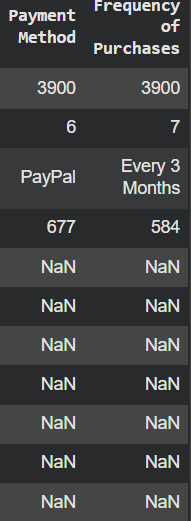 Payment Method Frequency of Purchases
3900 3900
6 7
PayPal Every 3 Months
677 584
NaN NaN
NaN NaN
NaN NaN
NaN NaN
NaN NaN
NaN NaN
NaN NaN